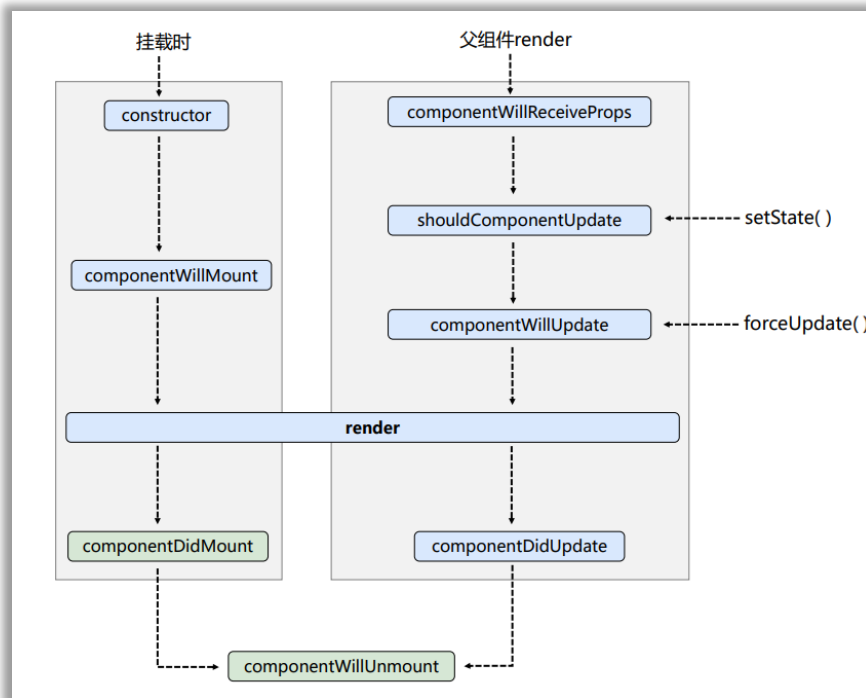 挂载时
父组件render
constructor
componentWillReceiveProps
shouldComponentUpdate
setState( )
componentWillMount
componentWillUpdate
forceUpdate( )
render
componentDidMount
componentDidUpdate
componentWillUnmount